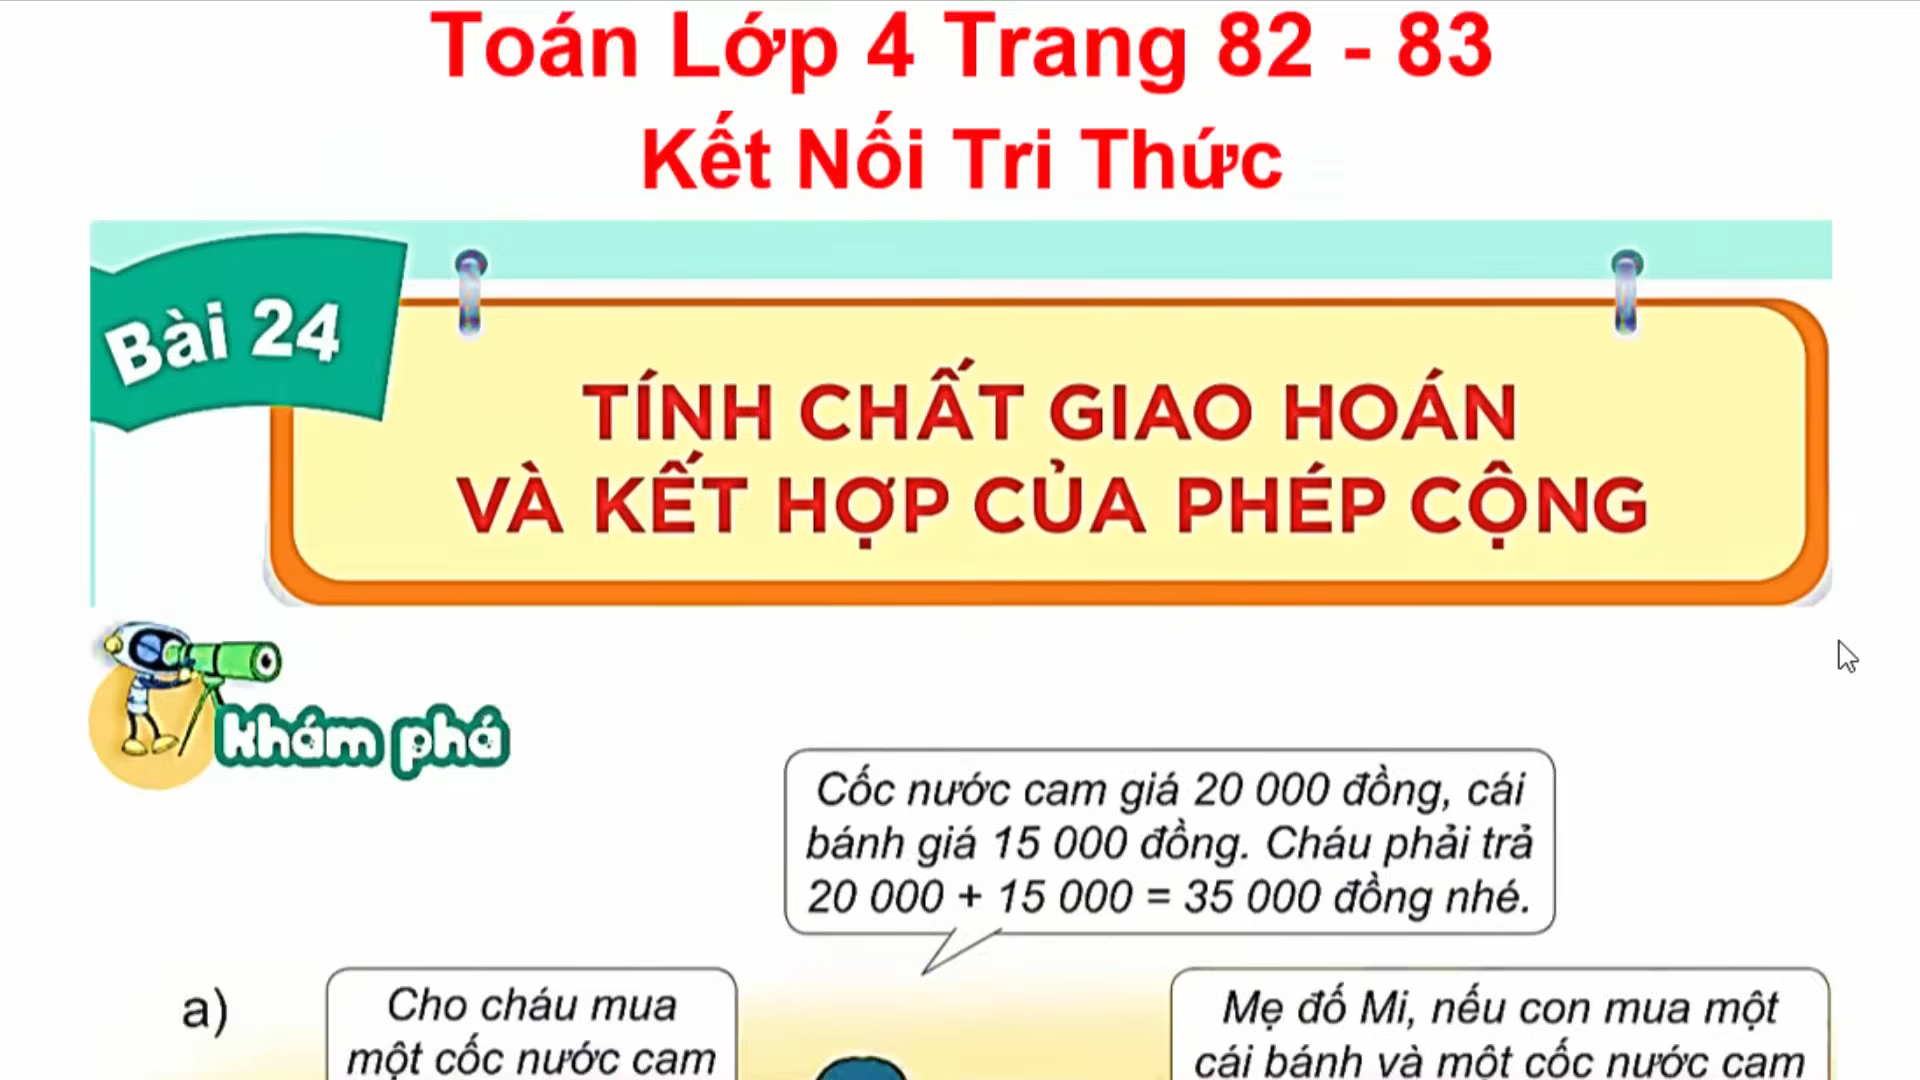 Toán Lớp 4 Trang 82 - 83
Kết Nối Tri Thức
Bài 24
TÍNH CHẤT GIAO HOÁN
VÀ KẾT HỢP CỦA PHÉP CỘNG
Khám phá
Cốc nước cam giá 20 000 đồng, cái
bánh giá 15 000 đồng. Cháu phải trả
20 000 + 15 000 = 35 000 đồng nhé.
a)
Cho cháu mua
một cốc nước cam
Mẹ đố Mi, nếu con mua một
cái bánh và một cốc nước cam